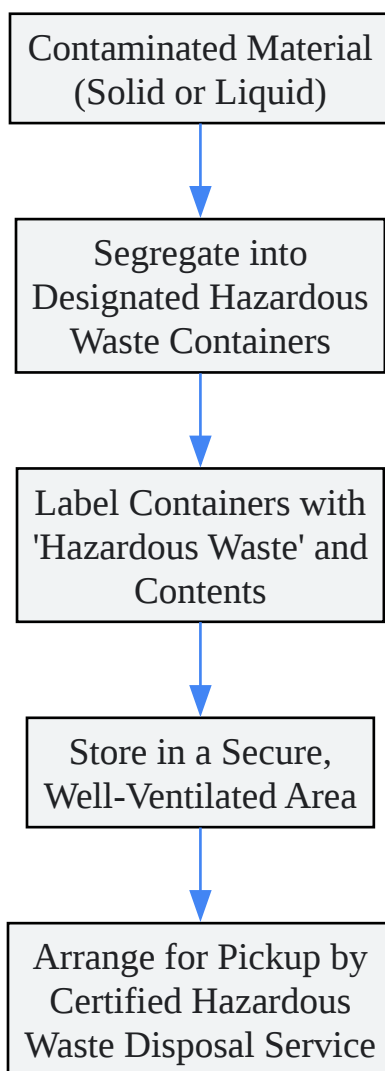 Contaminated Material
(Solid or Liquid)
Segregate into
Designated Hazardous
Waste Containers
Label Containers with
'Hazardous Waste' and
Contents
Store in a Secure,
Well-Ventilated Area
Arrange for Pickup by
Certified Hazardous
Waste Disposal Service